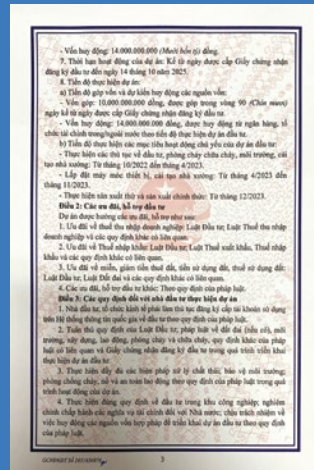 - Vốn huy động: 14.000.000.000 (Mười bốn tỷ) đồng.
7. Thời hạn hoạt động của dự án: Kể từ ngày được cấp Giấy chứng nhận
đăng ký đầu tư đến ngày 14 tháng 10 năm 2025.
8. Tiến độ thực hiện dự án:
a) Tiến độ góp vốn và dự kiến huy động các nguồn vốn:
- Vốn góp: 10.000.000.000 đồng, được góp trong vòng 90 (Chín mươi)
ngày kể từ ngày được cấp Giấy chứng nhận đăng ký đầu tư.
- Vốn huy động: 14.000.000.000 đồng, được huy động từ ngân hàng, tổ
chức tài chính trong/ngoài nước theo tiến độ thực hiện dự án đầu tư.
b) Tiến độ thực hiện các mục tiêu hoạt động chủ yếu của dự án đầu tư:
- Thực hiện các thủ tục về đầu tư, phòng cháy chữa cháy, môi trường, cải
tạo nhà xưởng: Từ tháng 10/2022 đến tháng 4/2023.
- Lắp đặt máy móc thiết bị, cải tạo nhà xưởng: Từ tháng 4/2023 đến
tháng 11/2023.
- Thực hiện sản xuất thử và sản xuất chính thức: Từ tháng 12/2023.
Điều 2: Các ưu đãi, hỗ trợ đầu tư
Dự án được hưởng các ưu đãi, hỗ trợ như sau:
1. Ưu đãi về thuế thu nhập doanh nghiệp: Luật Đầu tư; Luật Thuế thu nhập
doanh nghiệp và các quy định khác có liên quan.
2. Ưu đãi về Thuế nhập khẩu: Luật Đầu tư; Luật Thuế xuất khẩu, Thuế nhập
khẩu và các quy định khác có liên quan.
3. Ưu đãi về miễn, giảm tiền thuê đất, tiền sử dụng đất, thuế sử dụng đất:
Luật Đầu tư; Luật Đất đai và các quy định khác có liên quan.
4. Các ưu đãi, hỗ trợ đầu tư khác: Theo quy định của pháp luật.
Điều 3: Các quy định đối với nhà đầu tư thực hiện dự án
1. Nhà đầu tư, tổ chức kinh tế phải làm thủ tục đăng ký cấp tài khoản sử dụng
trên Hệ thống thông tin quốc gia về đầu tư theo quy định của pháp luật.
2. Tuân thủ quy định của Luật Đầu tư; pháp luật về đất đai (nếu có), môi
trường, xây dựng, lao động, phòng cháy và chữa cháy, quy định khác của pháp
luật có liên quan và Giấy chứng nhận đăng ký đầu tư trong quá trình triển khai
thực hiện dự án đầu tư.
3. Thực hiện đầy đủ các biện pháp xử lý chất thải; bảo vệ môi trường;
phòng chống cháy, nổ và an toàn lao động theo quy định của pháp luật trong quá
trình hoạt động của dự án.
4. Thực hiện đúng quy định về đầu tư trong khu công nghiệp; nghiêm
chỉnh chấp hành các nghĩa vụ tài chính đối với Nhà nước; chịu trách nhiệm về
việc huy động các nguồn vốn hợp pháp để triển khai dự án đầu tư theo quy định
của pháp luật.
3